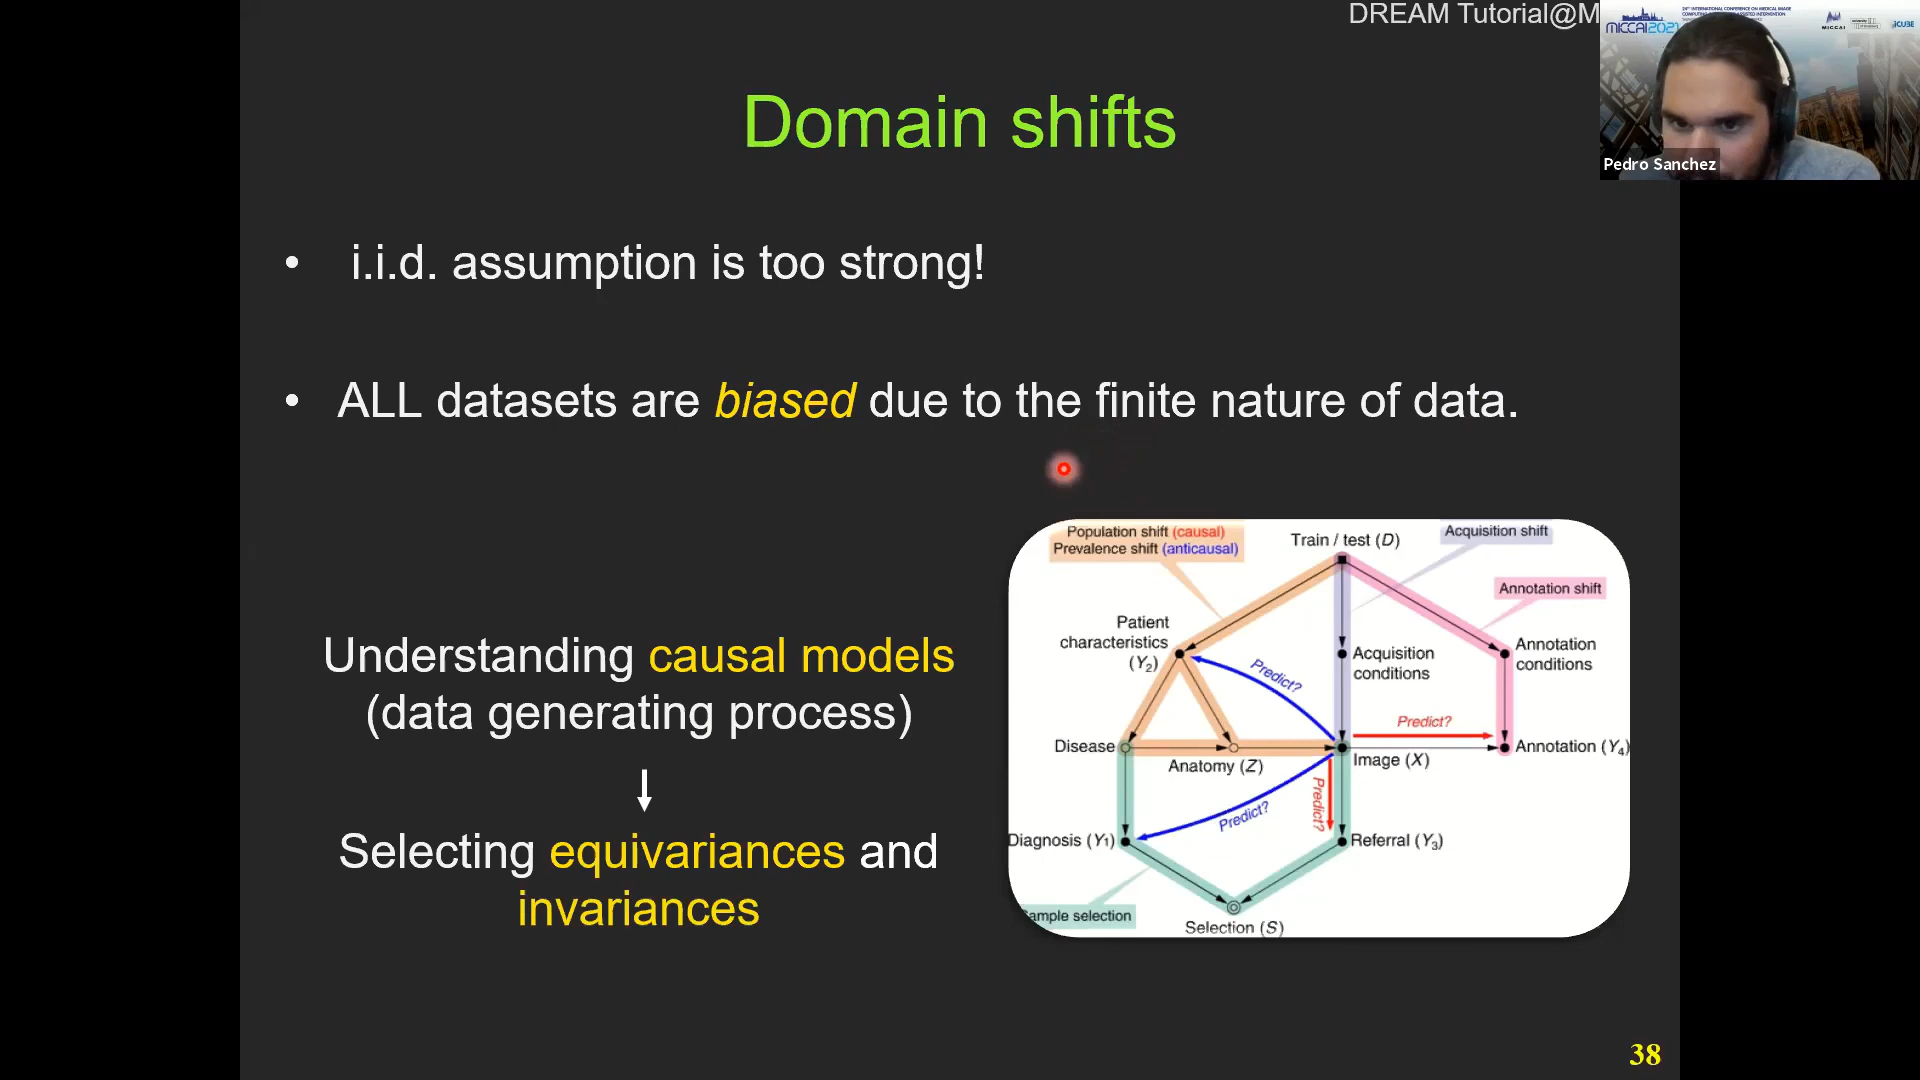 DREAM Tutorial@M
MICCAI2021
Pedro Sanchez
Domain shifts
• i.i.d. assumption is too strong!
• ALL datasets are biased due to the finite nature of data.
Understanding causal models
(data generating process)
Selecting equivariances and
invariances
Population shift (causal)
Prevalence shift (anticausal)
Train / test (D)
Acquisition shift
Annotation shift
Patient
characteristics
(Y2)
Predict?
Acquisition
conditions
Annotation
conditions
Predict?
Disease
Anatomy (Z)
Image (X)
Annotation (Y4)
Predict?
Predict?
Diagnosis (Y1)
Referral (Y3)
ample selection
Selection (S)
38